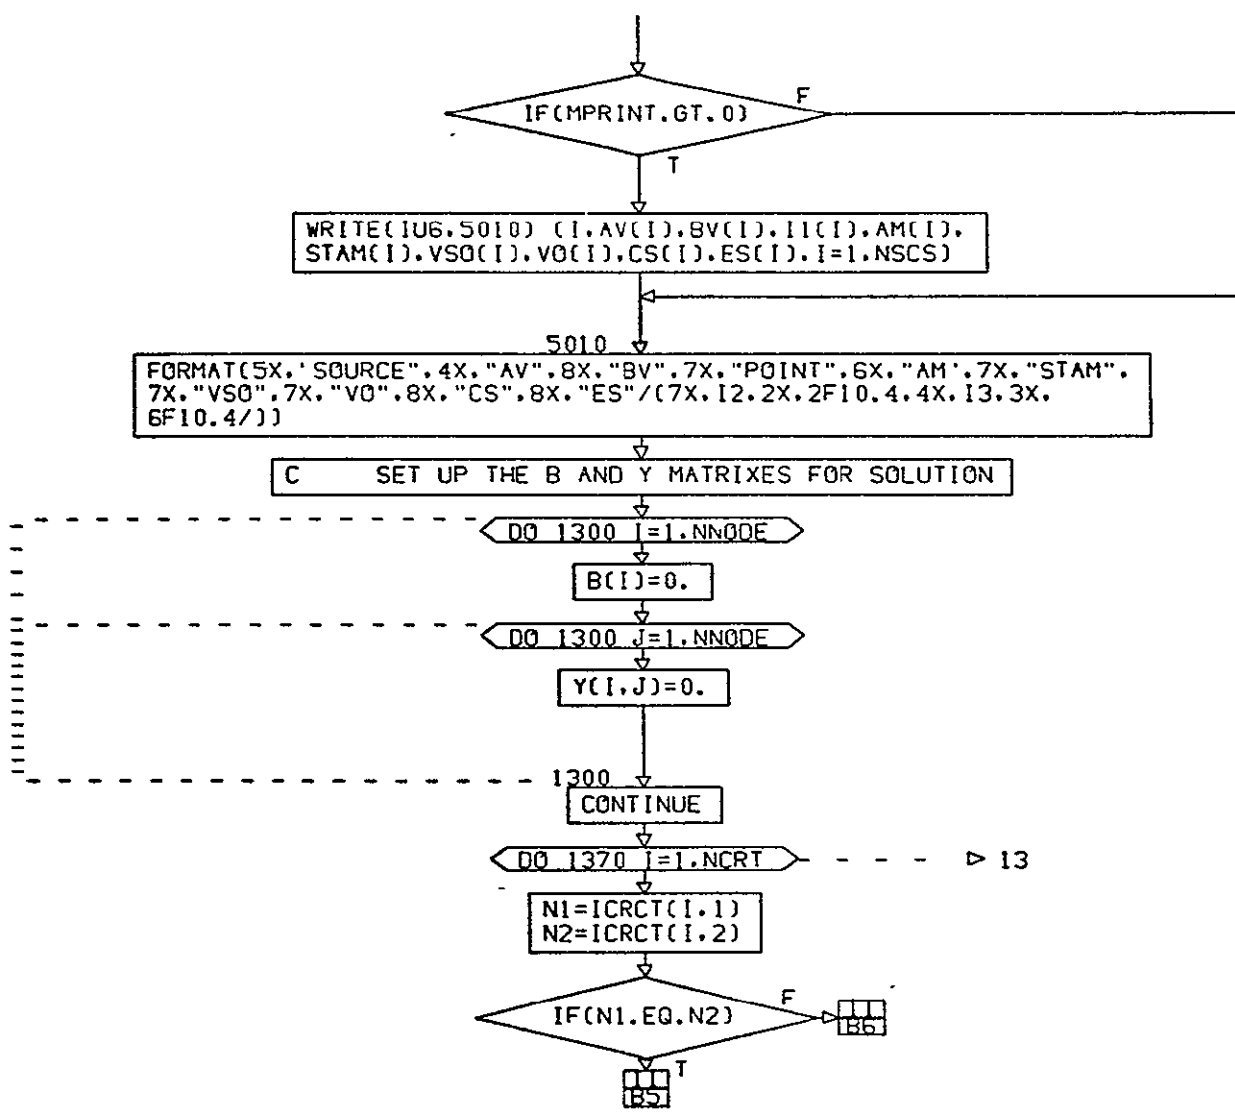 F
IF(MPRINT.GT.0)
T
WRITE(IU6.5010) (I.AV(I).BV(I).I1(I).AM(I).
STAM(I).VSO(I).VO(I).CS(I).ES(I).I=1.NSCS)
5010
FORMAT(5X.'SOURCE".4X."AV".8X."BV".7X."POINT".6X."AM'.7X."STAM".
7X."VSO".7X."VO".8X."CS".8X."ES"/(7X.I2.2X.2F10.4.4X.I3.3X.
6F10.4/))
C SET UP THE B AND Y MATRIXES FOR SOLUTION
DO 1300 I=1.NNODE
B(I)=0.
DO 1300 J=1.NNODE
Y(I.J)=0.
1300
CONTINUE
DO 1370 I=1.NCRT
13
N1=ICRCT(I.1)
N2=ICRCT(I.2)
F
IF(N1.EQ.N2)
B6
T
B5